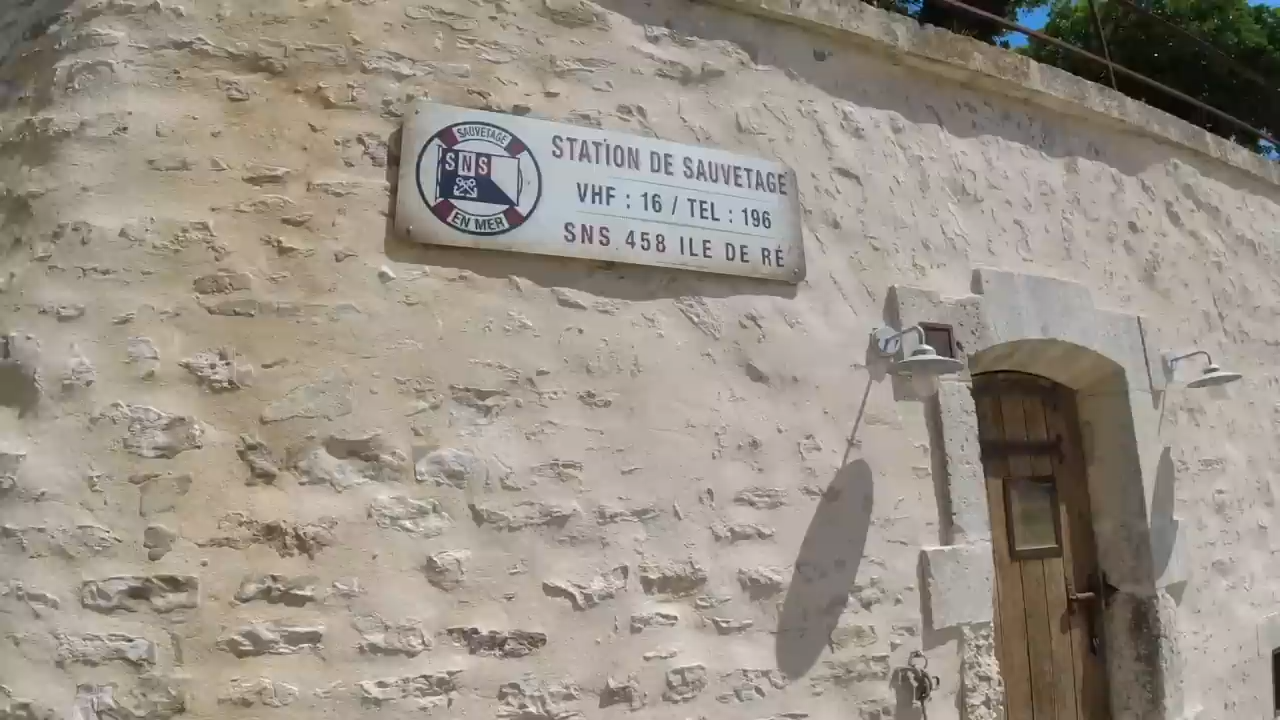 SAUVETAGE
SNS
EN MER
STATION DE SAUVETAGE
VHF : 16 / TEL : 196
SNS 458 ILE DE RÉ